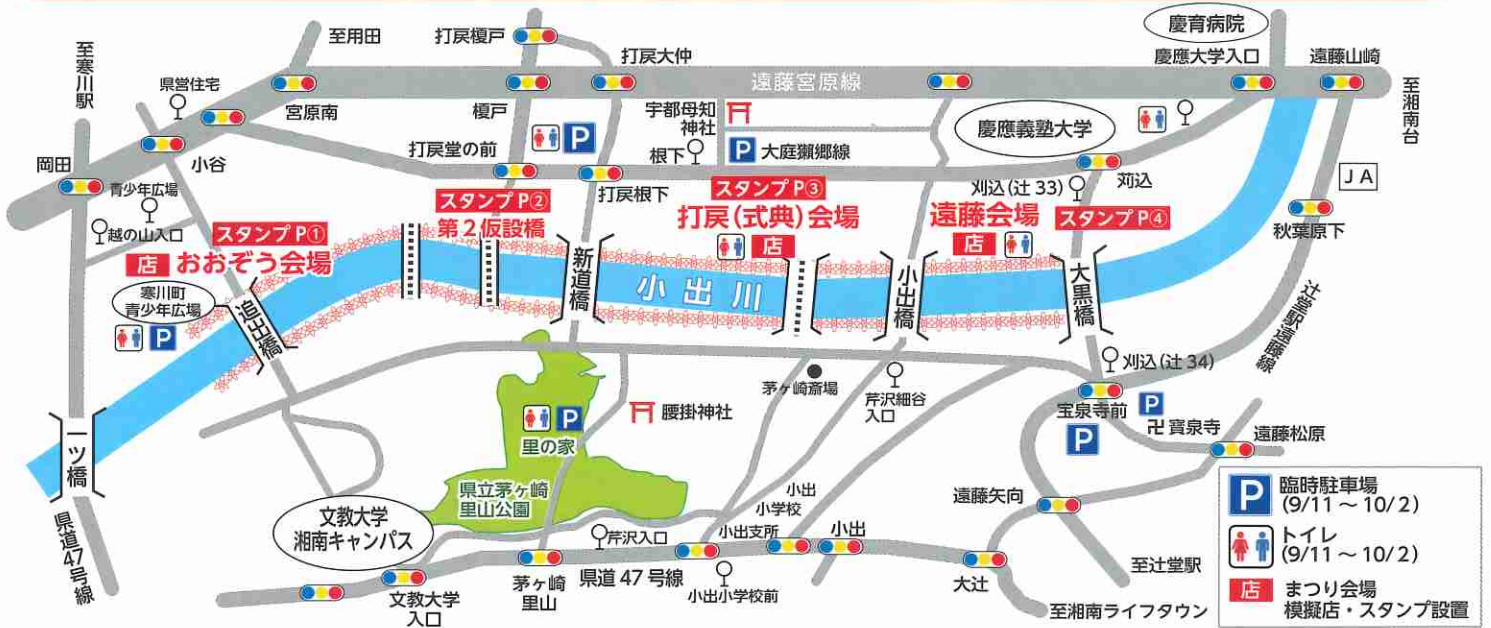 慶育病院
至用田
打戻榎戸
打戻大仲
慶應大学入口
遠藤山崎
至寒川駅
県営住宅
遠藤宮原線
至湘南台
宮原南
榎戸
宇都母知
神社
慶應義塾大学
岡田
小谷
打戻堂の前
P
根下
P 大庭獺郷線
青少年広場
打戻根下
スタンプP③
刈込(辻33)
苅込
JA
越の山入口
スタンプP①
スタンプP②
第2仮設橋
打戻(式典)会場
遠藤会場
スタンプP④
秋葉原下
店 おおぞう会場
店
店
寒川町
青少年広場
P
追出橋
新道橋
小出川
小出橋
大黒橋
辻堂駅遠藤線
刈込(辻34)
茅ヶ崎斎場
芹沢細谷
入口
宝泉寺前
P
P
卍 寳泉寺
遠藤松原
一ツ橋
P
里の家
腰掛神社
県立茅ヶ崎
里山公園
文教大学
湘南キャンパス
県道47号線
芹沢入口
小出
小学校
小出支所
小出
遠藤矢向
文教大学
入口
茅ヶ崎
里山
県道47号線
小出小学校前
大辻
至辻堂駅
至湘南ライフタウン
P 臨時駐車場
(9/11〜10/2)
トイレ
(9/11〜10/2)
店 まつり会場
模擬店・スタンプ設置